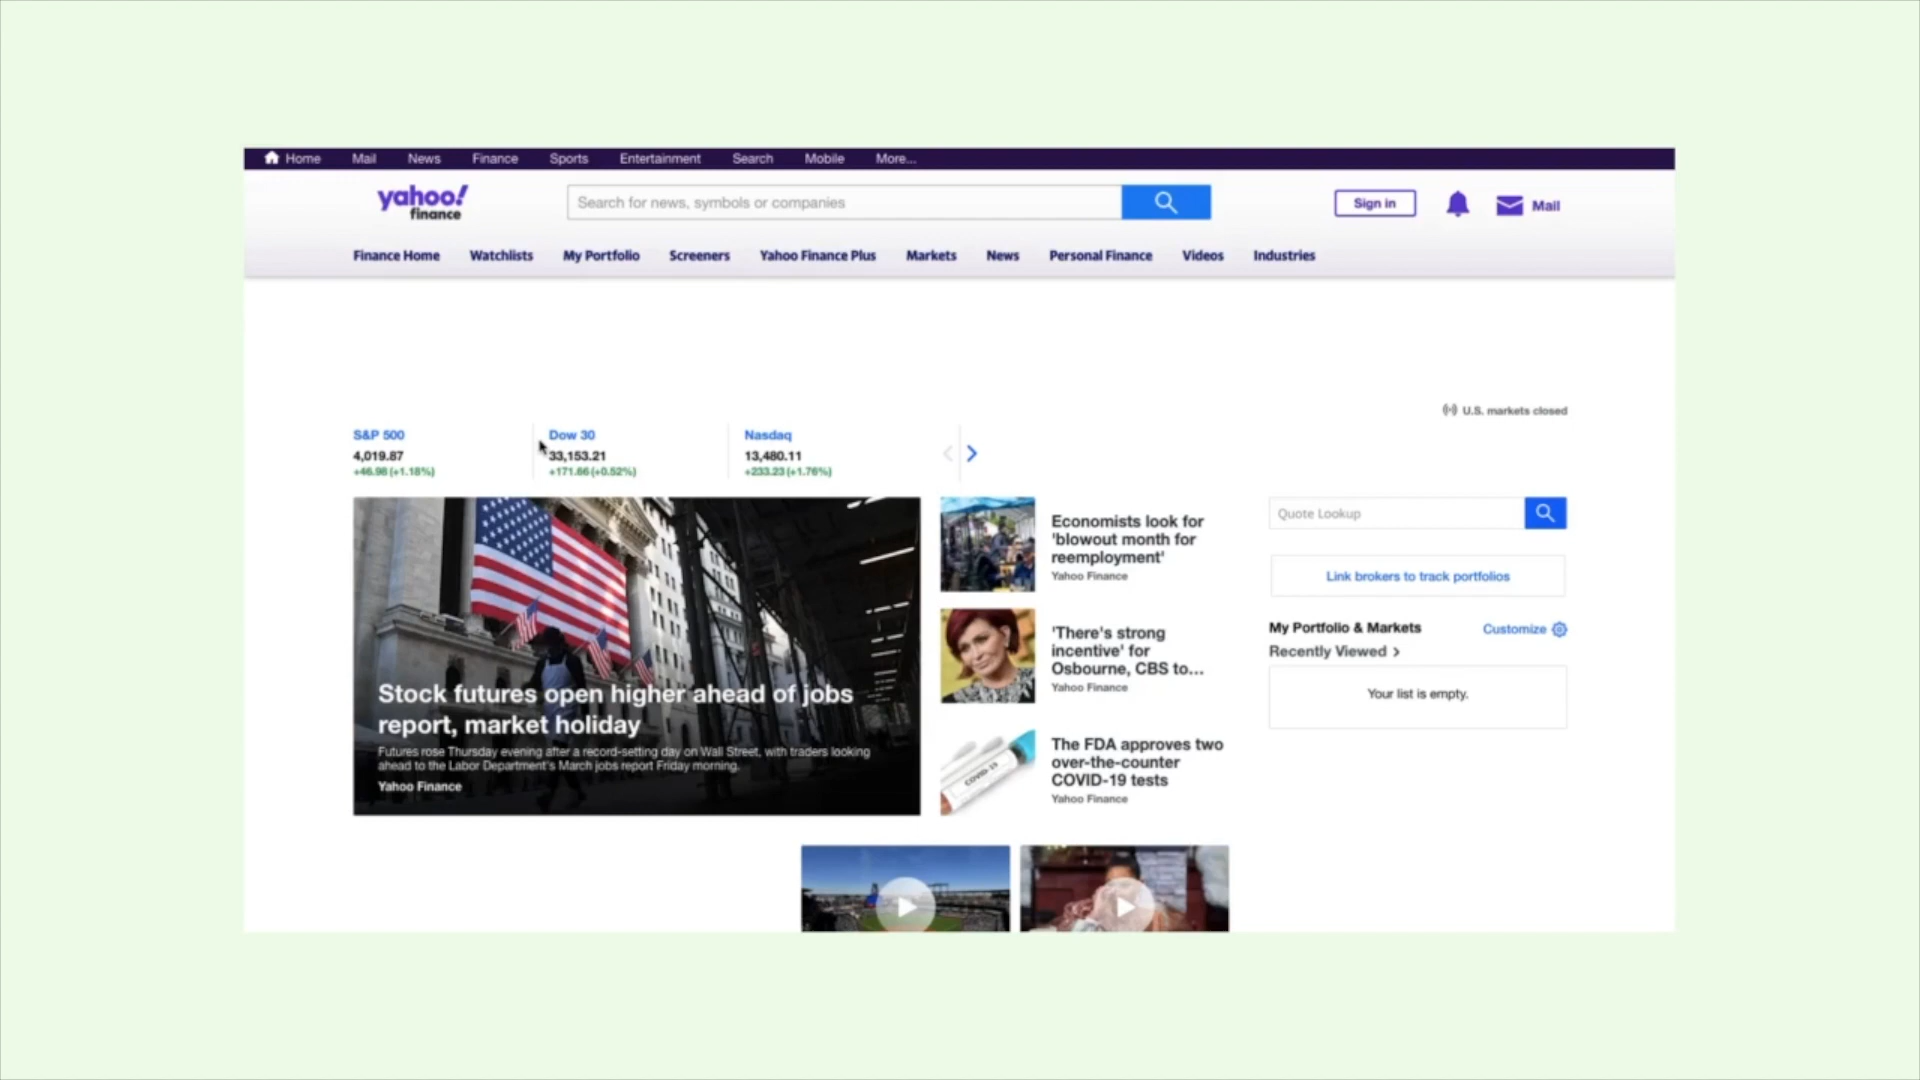 Home Mail News Finance Sports Entertainment Search Mobile More...
yahoo!
finance
Search for news, symbols or companies
Sign in
Mail
Finance Home Watchlists My Portfolio Screeners Yahoo Finance Plus Markets News Personal Finance Videos Industries
U.S. markets closed
S&P 500
4,019.87
+46.98 (+1.18%)
Dow 30
33,153.21
+171.66 (+0.52%)
Nasdaq
13,480.11
+233.23 (+1.76%)
Stock futures open higher ahead of jobs
report, market holiday
Futures rose Thursday evening after a record-setting day on Wall Street, with traders looking
ahead to the Labor Department's March jobs report Friday morning.
Yahoo Finance
Economists look for
'blowout month for
reemployment'
Yahoo Finance
'There's strong
incentive' for
Osbourne, CBS to...
Yahoo Finance
COVID-19
The FDA approves two
over-the-counter
COVID-19 tests
Yahoo Finance
Quote Lookup
Link brokers to track portfolios
My Portfolio & Markets
Customize
Recently Viewed >
Your list is empty.